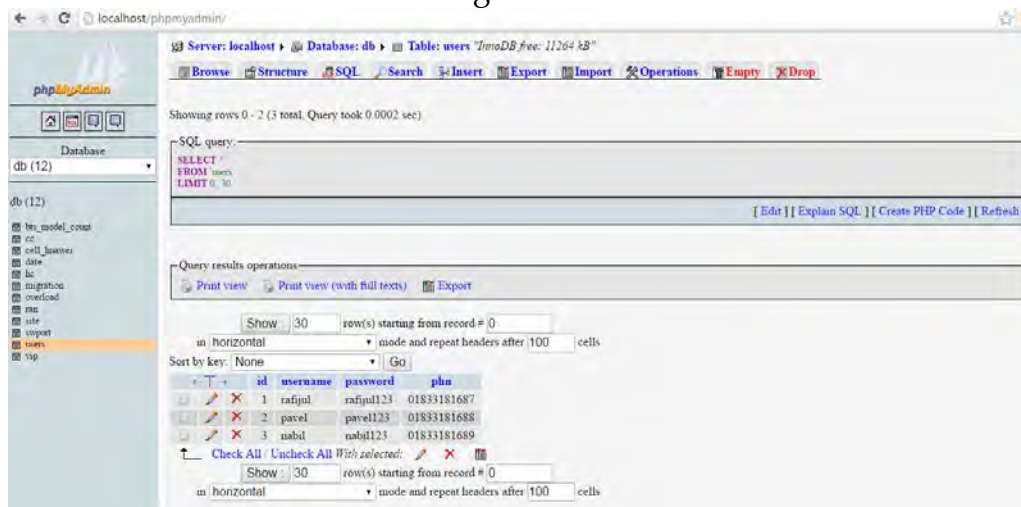 localhost/phpmyadmin/
Server: localhost ▸ Database: db ▸ Table: users "InnoDB free: 11264 kB"
Browse Structure SQL Search Insert Export Import Operations Empty Drop
phpMyAdmin
Showing rows 0 - 2 (3 total, Query took 0.0002 sec)
Database
db (12)
SQL query:
SELECT *
FROM users
LIMIT 0, 30
[ Edit ] [ Explain SQL ] [ Create PHP Code ] [ Refresh
db (12)
cc
date
hc
migration
overload
ran
site
users
vip
Query results operations
Print view Print view (with full texts) Export
Show : 30 row(s) starting from record # 0
in horizontal mode and repeat headers after 100 cells
Sort by key: None Go
←T→ id username password phn
1 rafijul rafijul123 01833181687
2 pavel pavel123 01833181688
3 nabil nabil123 01833181689
Check All / Uncheck All With selected:
Show : 30 row(s) starting from record # 0
in horizontal mode and repeat headers after 100 cells